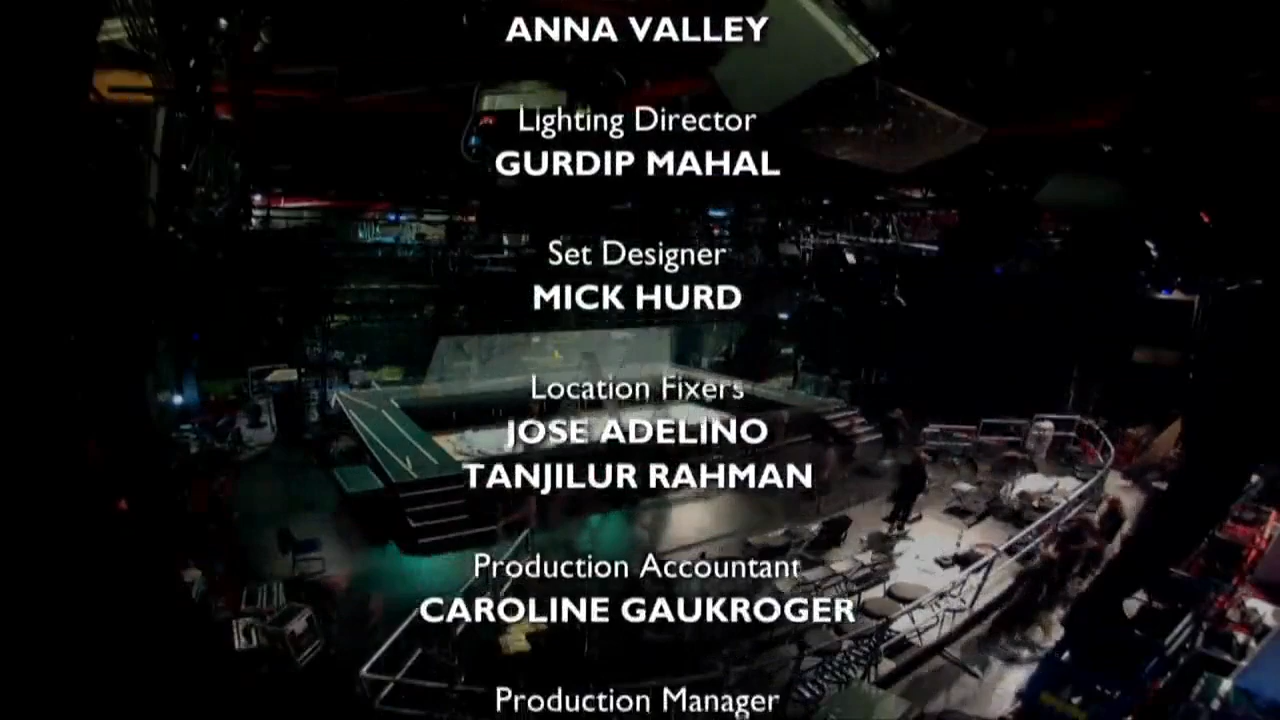 ANNA VALLEY
Lighting Director
GURDIP MAHAL
Set Designer
MICK HURD
Location Fixers
JOSE ADELINO
TANJILUR RAHMAN
Production Accountant
CAROLINE GAUKROGER
Production Manager